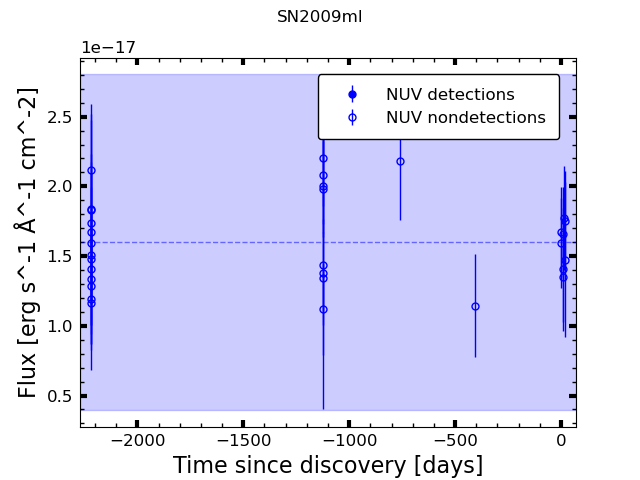 SN2009ml
1e−17
NUV detections
NUV nondetections
2.5
2.0
1.5
1.0
0.5
Flux [erg s^-1 Å^-1 cm^-2]
−2000
−1500
−1000
−500
0
Time since discovery [days]